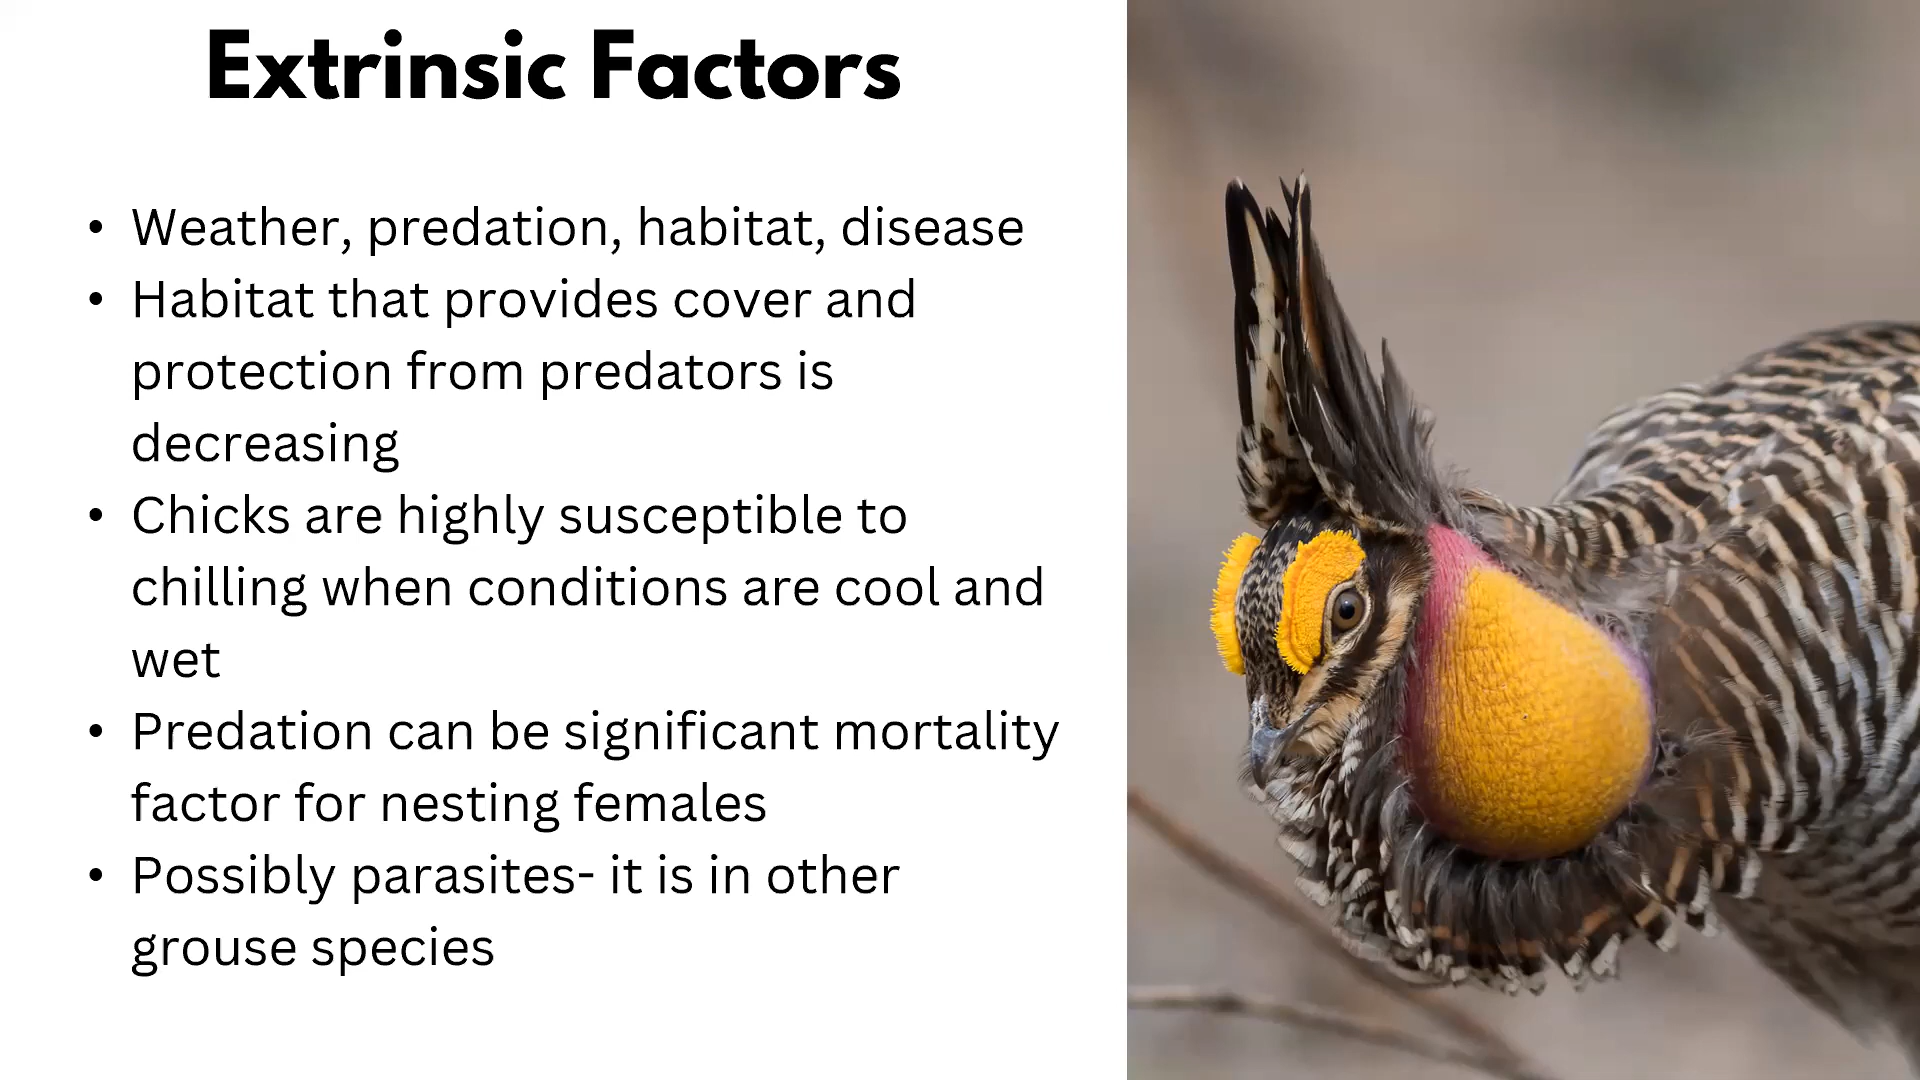 Extrinsic Factors
• Weather, predation, habitat, disease
• Habitat that provides cover and
protection from predators is
decreasing
• Chicks are highly susceptible to
chilling when conditions are cool and
wet
• Predation can be significant mortality
factor for nesting females
• Possibly parasites- it is in other
grouse species